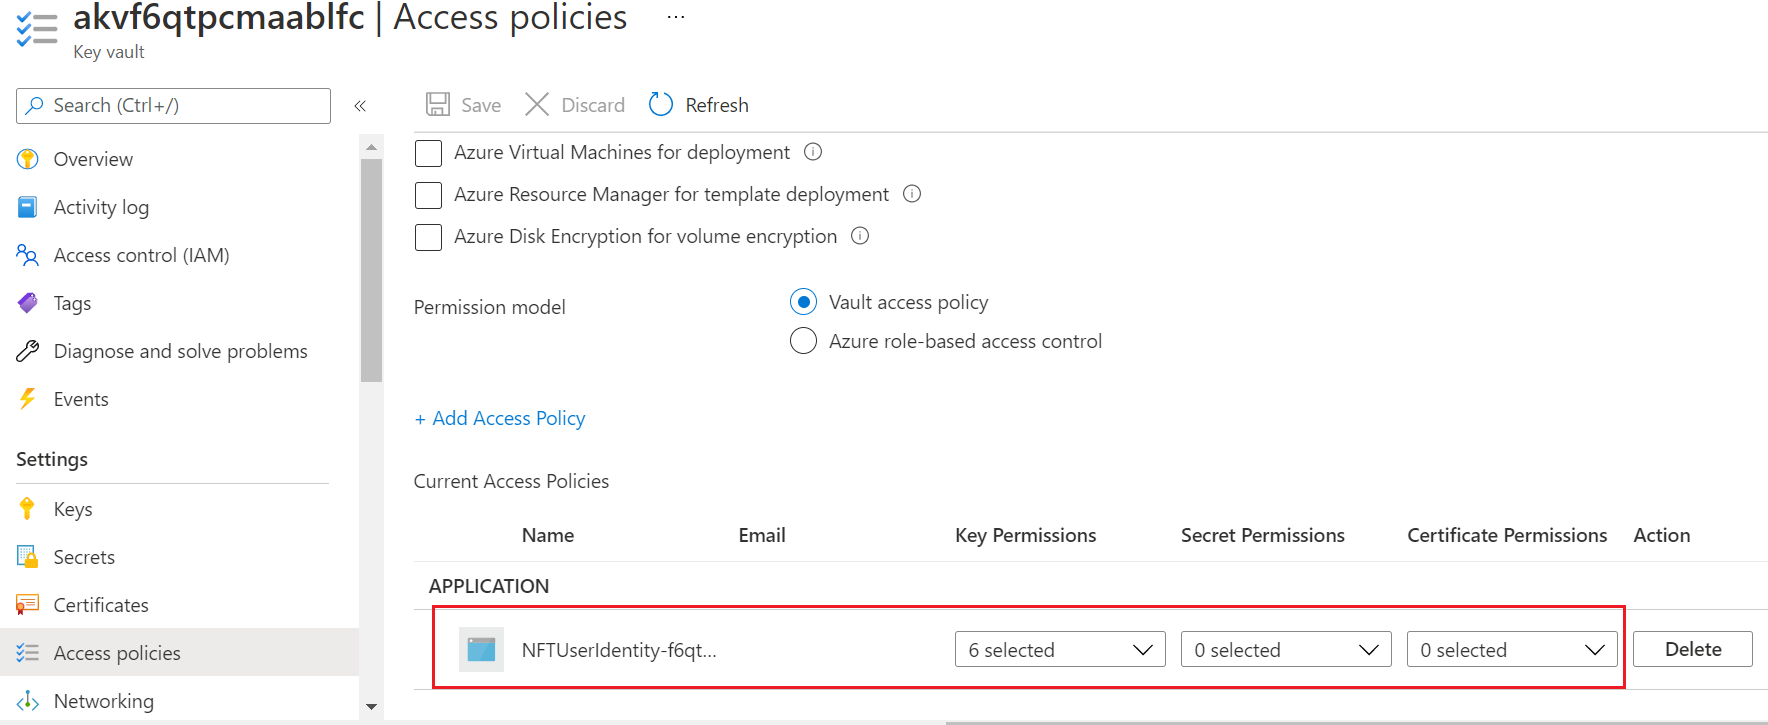 akvf6qtpcmaablfc | Access policies ...
Key vault
Search (Ctrl+/)
«
Overview
Activity log
Access control (IAM)
Tags
Diagnose and solve problems
Events
Settings
Keys
Secrets
Certificates
Access policies
Networking
Save Discard Refresh
Azure Virtual Machines for deployment
Azure Resource Manager for template deployment
Azure Disk Encryption for volume encryption
Permission model
Vault access policy
Azure role-based access control
+ Add Access Policy
Current Access Policies
Name Email Key Permissions Secret Permissions Certificate Permissions Action
APPLICATION
NFTUserIdentity-f6qt... 6 selected 0 selected 0 selected Delete